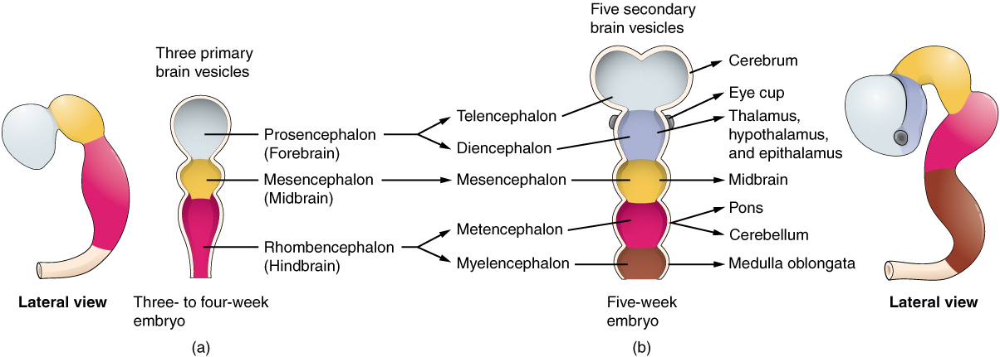 Three primary
brain vesicles
Prosencephalon
(Forebrain)
Mesencephalon
(Midbrain)
Rhombencephalon
(Hindbrain)
Lateral view
Three- to four-week
embryo
(a)
Five secondary
brain vesicles
Telencephalon
Diencephalon
Mesencephalon
Metencephalon
Myelencephalon
Cerebrum
Eye cup
Thalamus,
hypothalamus,
and epithalamus
Midbrain
Pons
Cerebellum
Medulla oblongata
Five-week
embryo
(b)
Lateral view